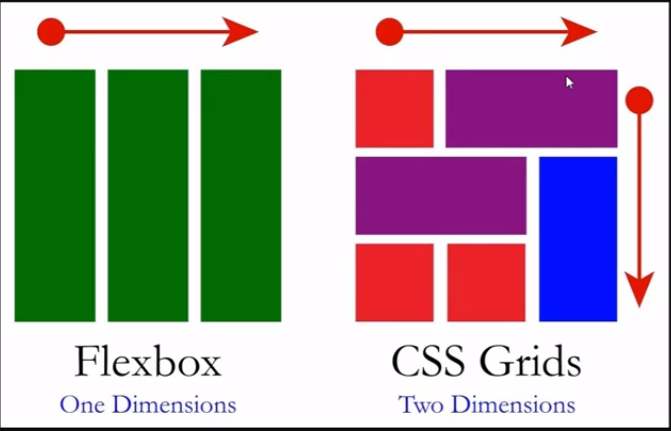 Flexbox
One Dimensions
CSS Grids
Two Dimensions